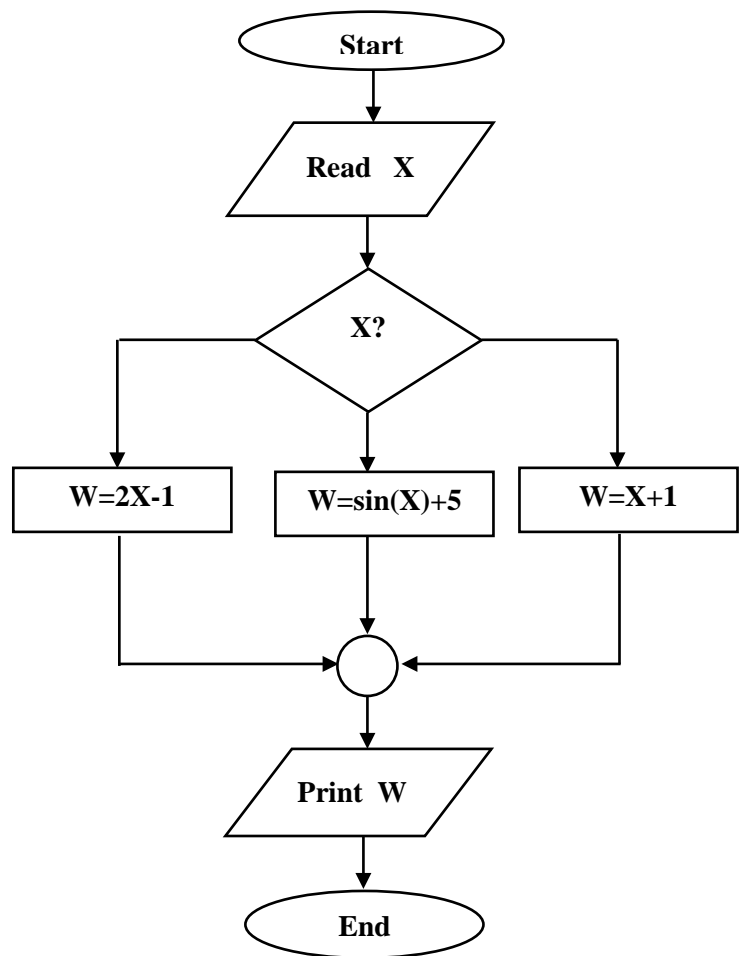 Start
Read X
X?
W=2X-1
W=sin(X)+5
W=X+1
Print W
End